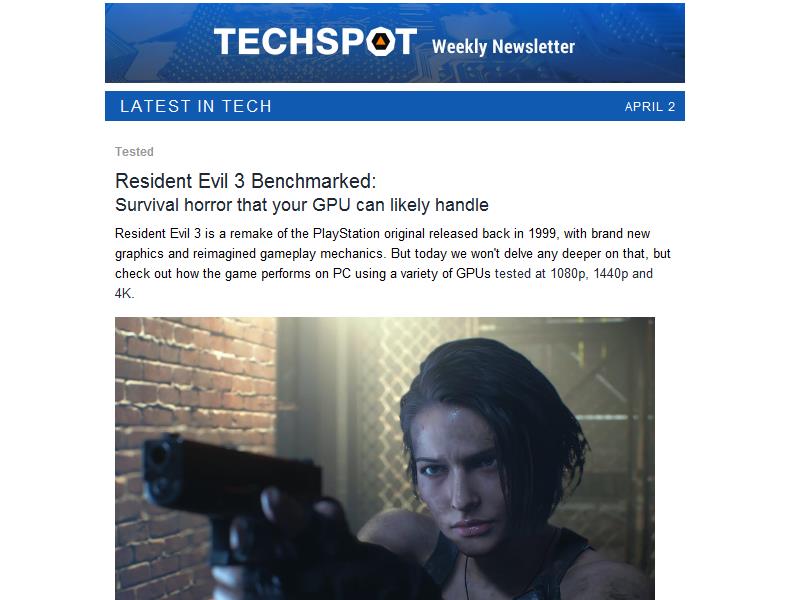 TECHSPOT Weekly Newsletter
LATEST IN TECH APRIL 2
Tested
Resident Evil 3 Benchmarked:
Survival horror that your GPU can likely handle
Resident Evil 3 is a remake of the PlayStation original released back in 1999, with brand new
graphics and reimagined gameplay mechanics. But today we won't delve any deeper on that, but
check out how the game performs on PC using a variety of GPUs tested at 1080p, 1440p and
4K.